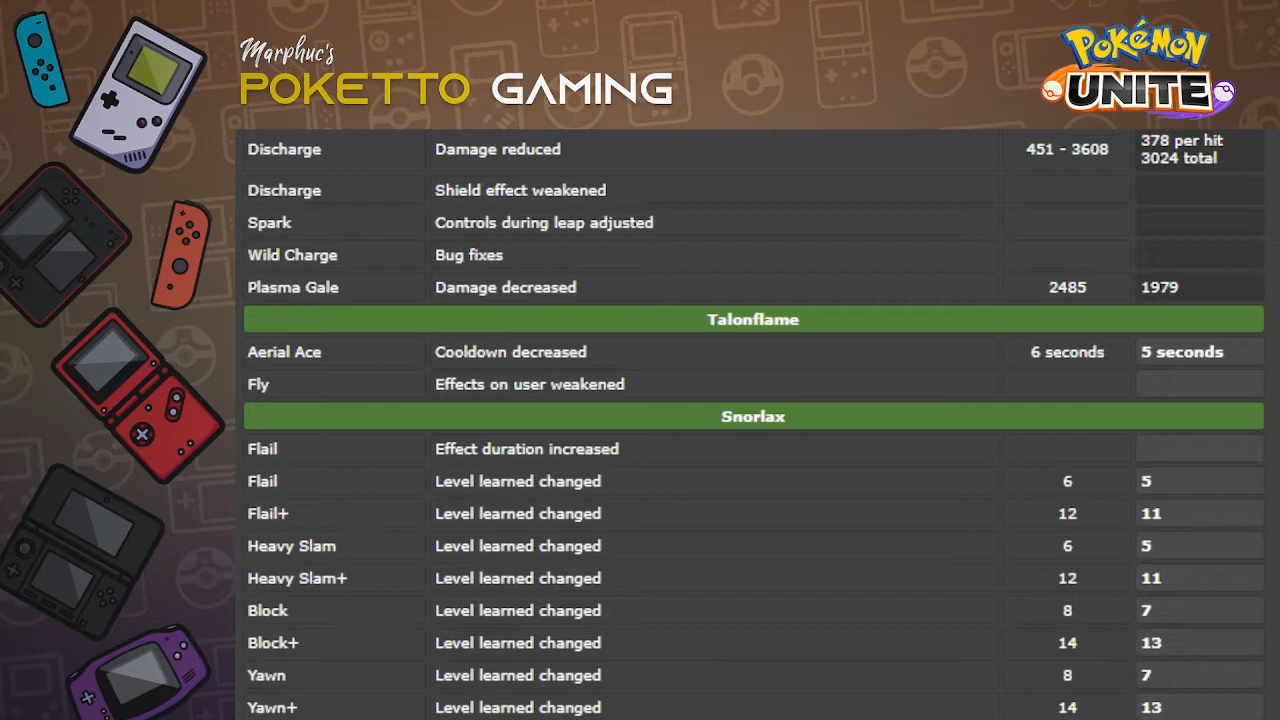 Marphuc's
POKETTO GAMING
POKÉMON
UNITE
Discharge Damage reduced 451 - 3608 378 per hit
3024 total
Discharge Shield effect weakened
Spark Controls during leap adjusted
Wild Charge Bug fixes
Plasma Gale Damage decreased 2485 1979
Talonflame
Aerial Ace Cooldown decreased 6 seconds 5 seconds
Fly Effects on user weakened
Snorlax
Flail Effect duration increased
Flail Level learned changed 6 5
Flail+ Level learned changed 12 11
Heavy Slam Level learned changed 6 5
Heavy Slam+ Level learned changed 12 11
Block Level learned changed 8 7
Block+ Level learned changed 14 13
Yawn Level learned changed 8 7
Yawn+ Level learned changed 14 13